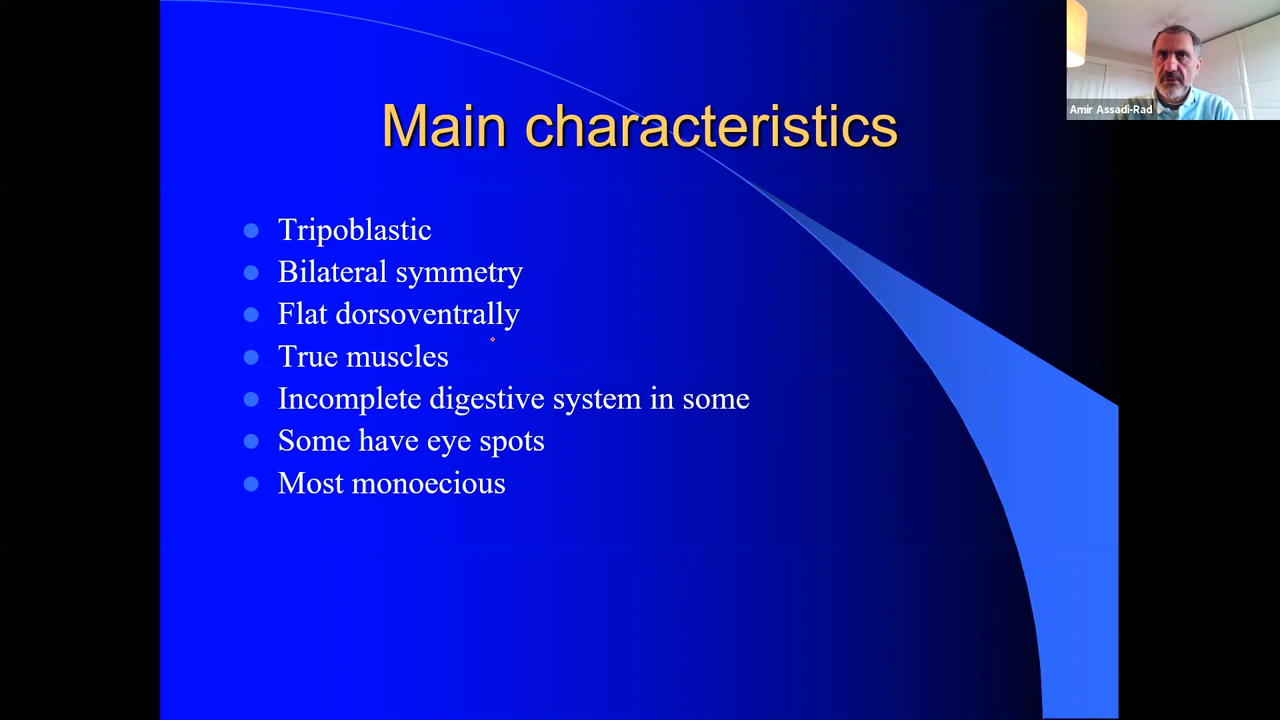 Main characteristics
Tripoblastic
Bilateral symmetry
Flat dorsoventrally
True muscles
Incomplete digestive system in some
Some have eye spots
Most monoecious
Amir Assadi-Rad